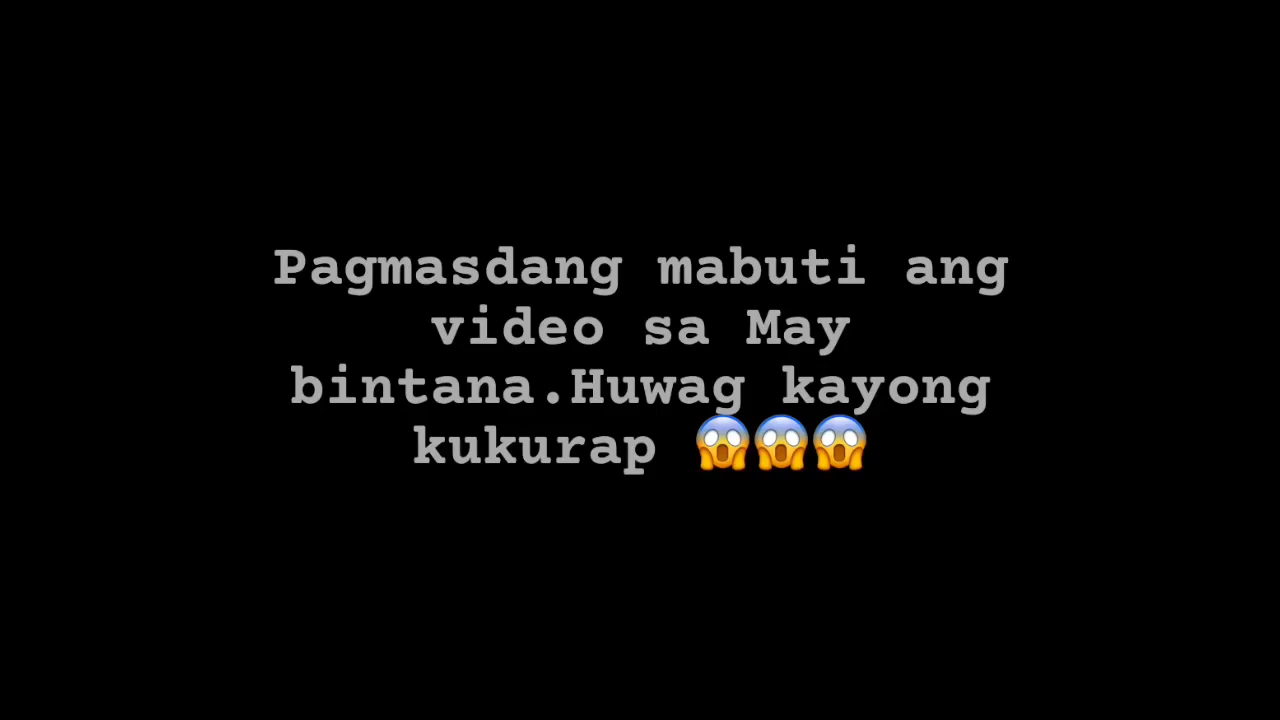 Pagmasdang mabuti ang
video sa May
bintana.Huwag kayong
kukurap 😱😱😱